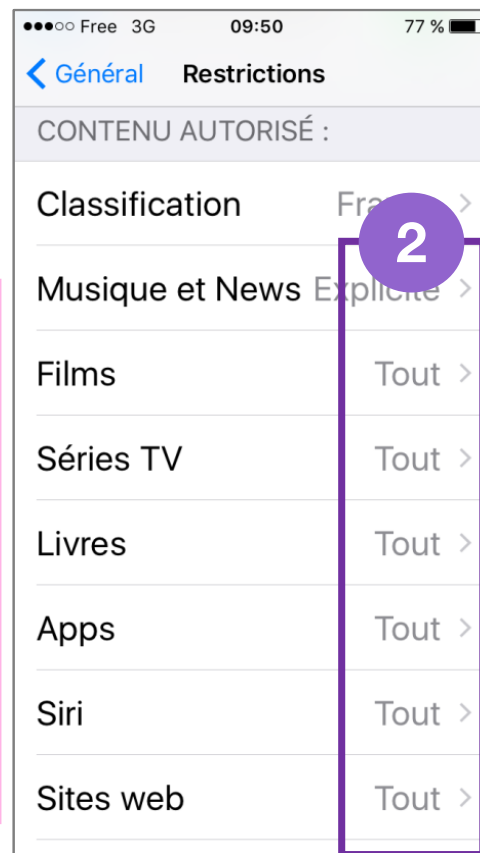 Free 3G 09:50 77 %
Général Restrictions
CONTENU AUTORISÉ :
Classification
2
Musique et News Explicite
Films Tout
Séries TV Tout
Livres Tout
Apps Tout
Siri Tout
Sites web Tout